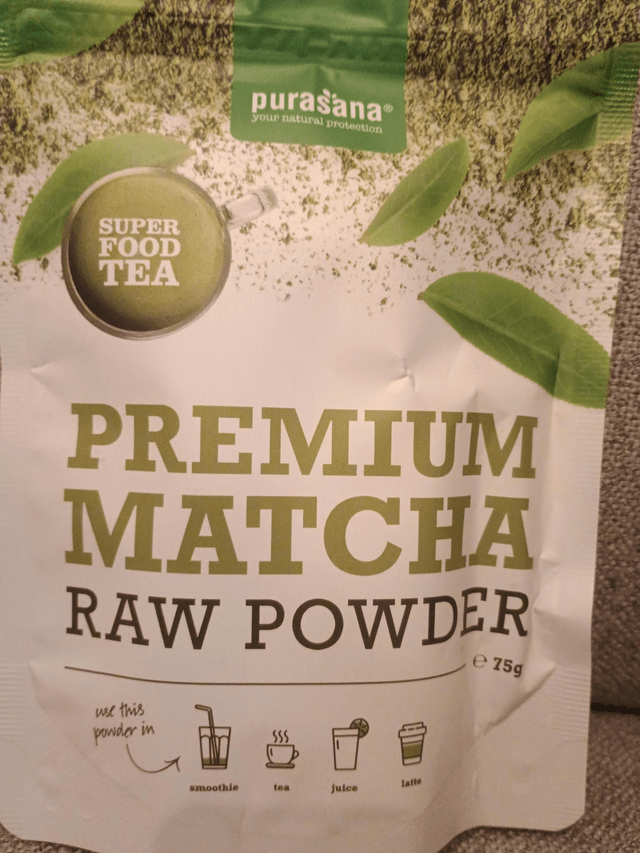 purasana®
your natural protection
SUPER
FOOD
TEA
PREMIUM
MATCHA
RAW POWDER
℮ 75g
use this
powder in
smoothie
tea
juice
latte